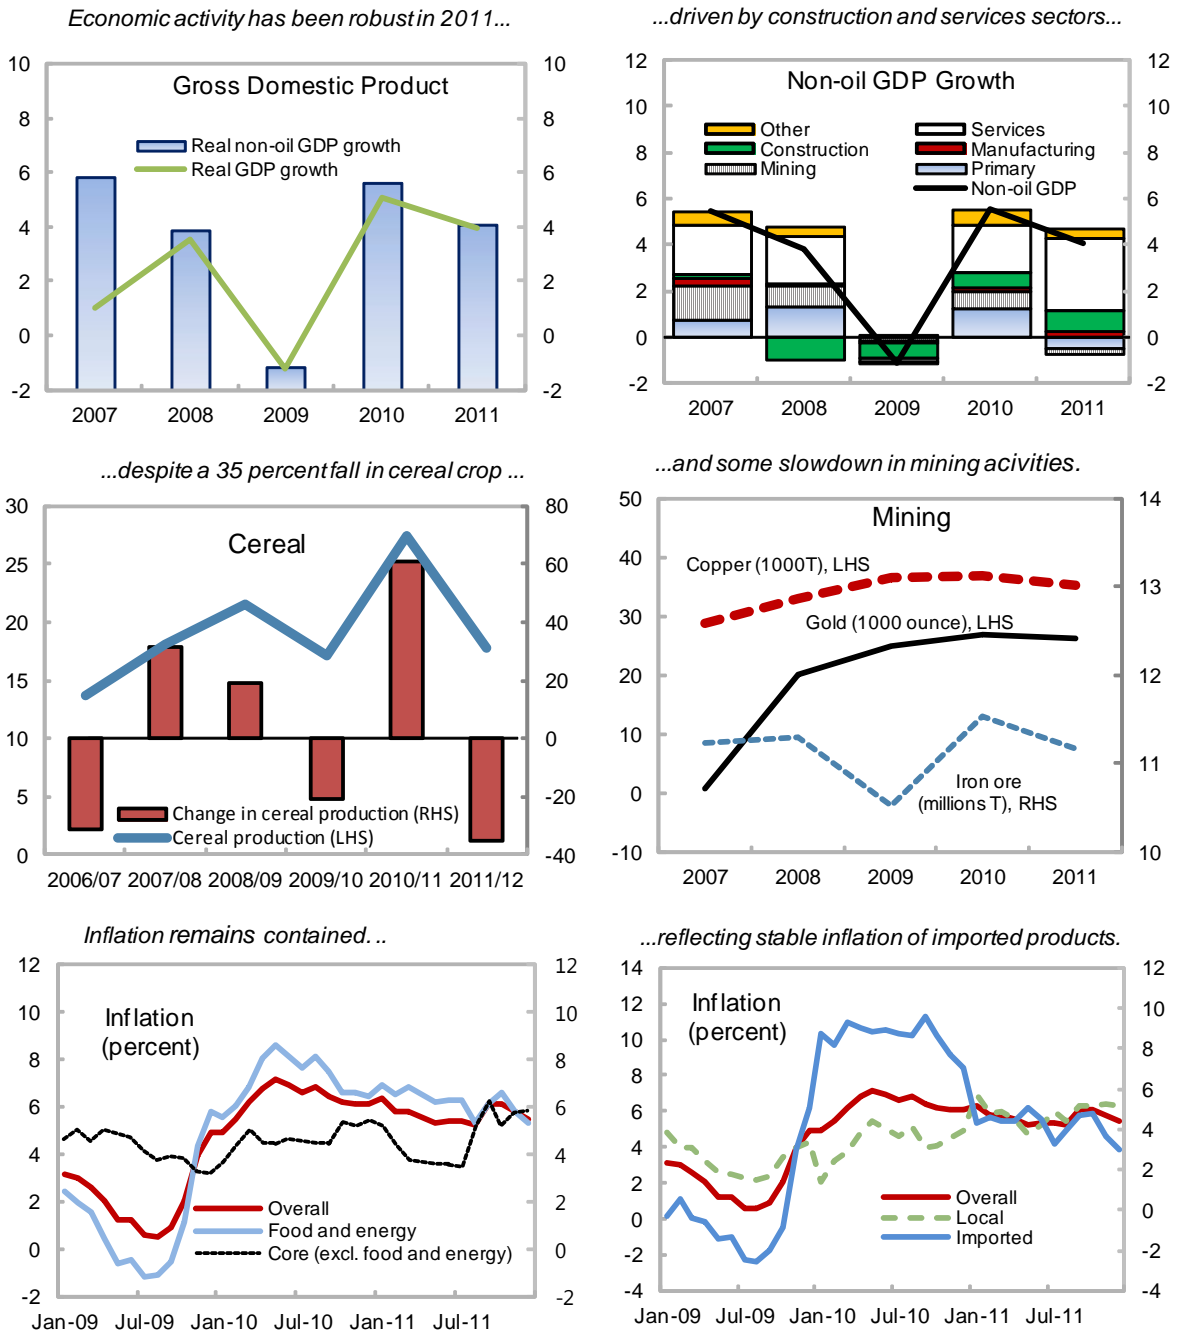 Economic activity has been robust in 2011...
10
8
6
4
2
0
-2
10
8
6
4
2
0
-2
Gross Domestic Product
Real non-oil GDP growth
Real GDP growth
2007 2008 2009 2010 2011
...driven by construction and services sectors...
12
10
8
6
4
2
0
-2
12
10
8
6
4
2
0
-2
Non-oil GDP Growth
Other Services
Construction Manufacturing
Mining Primary
Non-oil GDP
2007 2008 2009 2010 2011
...despite a 35 percent fall in cereal crop ...
30
25
20
15
10
5
0
80
60
40
20
0
-20
-40
Cereal
Change in cereal production (RHS)
Cereal production (LHS)
2006/07 2007/08 2008/09 2009/10 2010/11 2011/12
...and some slowdown in mining acivities.
50
40
30
20
10
0
-10
14
13
12
11
10
Mining
Copper (1000T), LHS
Gold (1000 ounce), LHS
Iron ore
(millions T), RHS
2007 2008 2009 2010 2011
Inflation remains contained. ..
12
10
8
6
4
2
0
-2
12
10
8
6
4
2
0
-2
Inflation
(percent)
Overall
Food and energy
Core (excl. food and energy)
Jan-09 Jul-09 Jan-10 Jul-10 Jan-11 Jul-11
...reflecting stable inflation of imported products.
14
12
10
8
6
4
2
0
-2
-4
12
10
8
6
4
2
0
-2
-4
Inflation
(percent)
Overall
Local
Imported
Jan-09 Jul-09 Jan-10 Jul-10 Jan-11 Jul-11